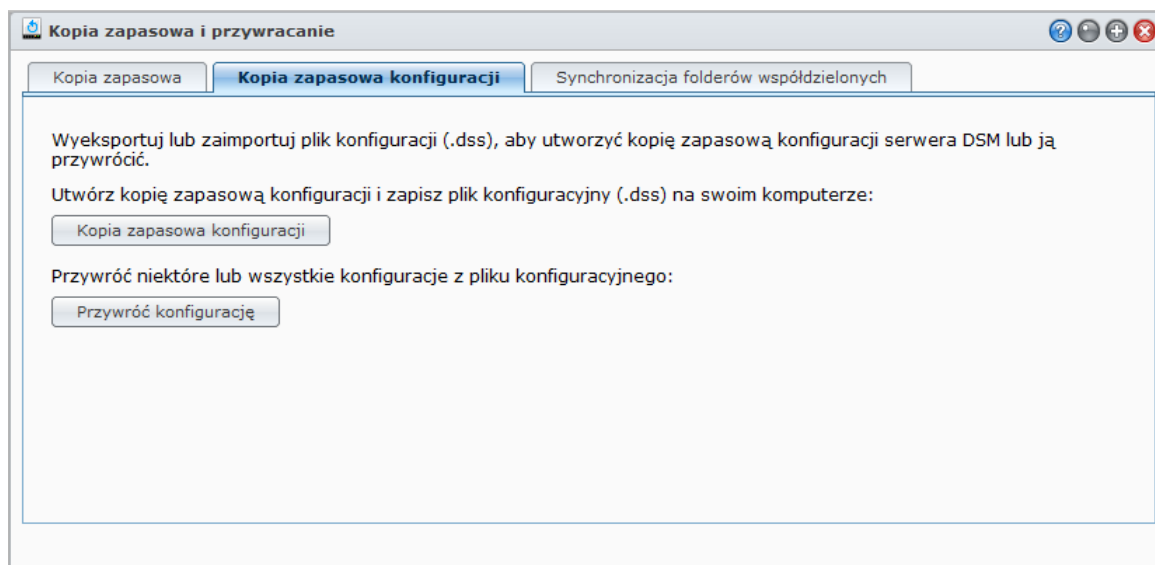 Kopia zapasowa i przywracanie
Kopia zapasowa Kopia zapasowa konfiguracji Synchronizacja folderów współdzielonych
Wyeksportuj lub zaimportuj plik konfiguracji (.dss), aby utworzyć kopię zapasową konfiguracji serwera DSM lub ją
przywrócić.
Utwórz kopię zapasową konfiguracji i zapisz plik konfiguracyjny (.dss) na swoim komputerze:
Kopia zapasowa konfiguracji
Przywróć niektóre lub wszystkie konfiguracje z pliku konfiguracyjnego:
Przywróć konfigurację